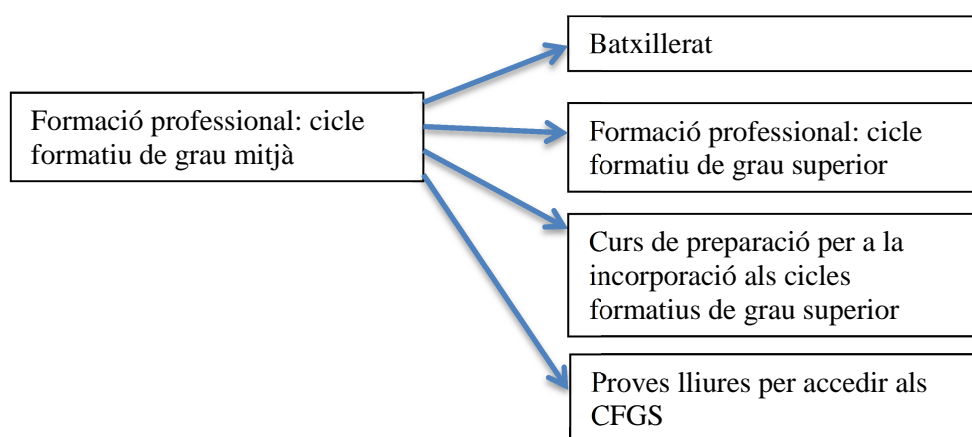 Batxillerat
Formació professional: cicle
formatiu de grau mitjà
Formació professional: cicle
formatiu de grau superior
Curs de preparació per a la
incorporació als cicles
formatius de grau superior
Proves lliures per accedir als
CFGS